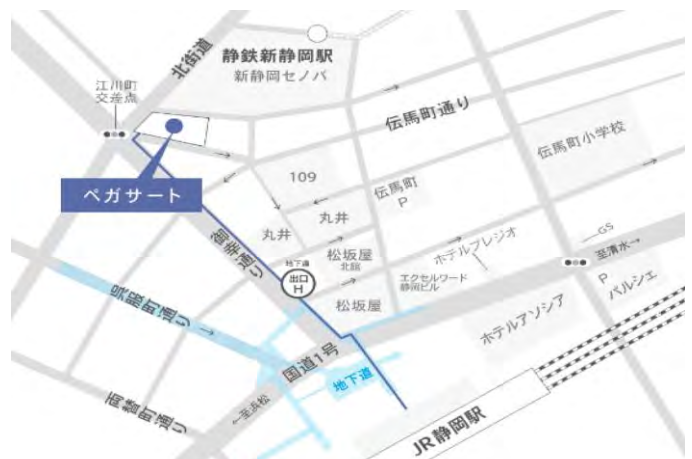 北街道
静鉄新静岡駅
新静岡セノバ
江川町
交差点
伝馬町通り
伝馬町小学校
ペガサート
109
伝馬町
P
丸井
丸井
御幸通り
地下道
出口
H
松坂屋
北館
松坂屋
ホテルプレジオ
エクセルワード
静岡ビル
GS
至清水→
P
パルシェ
ホテルアソシア
呉服町通り
→
国道1号
地下道
両替町通り
←至浜松
JR静岡駅